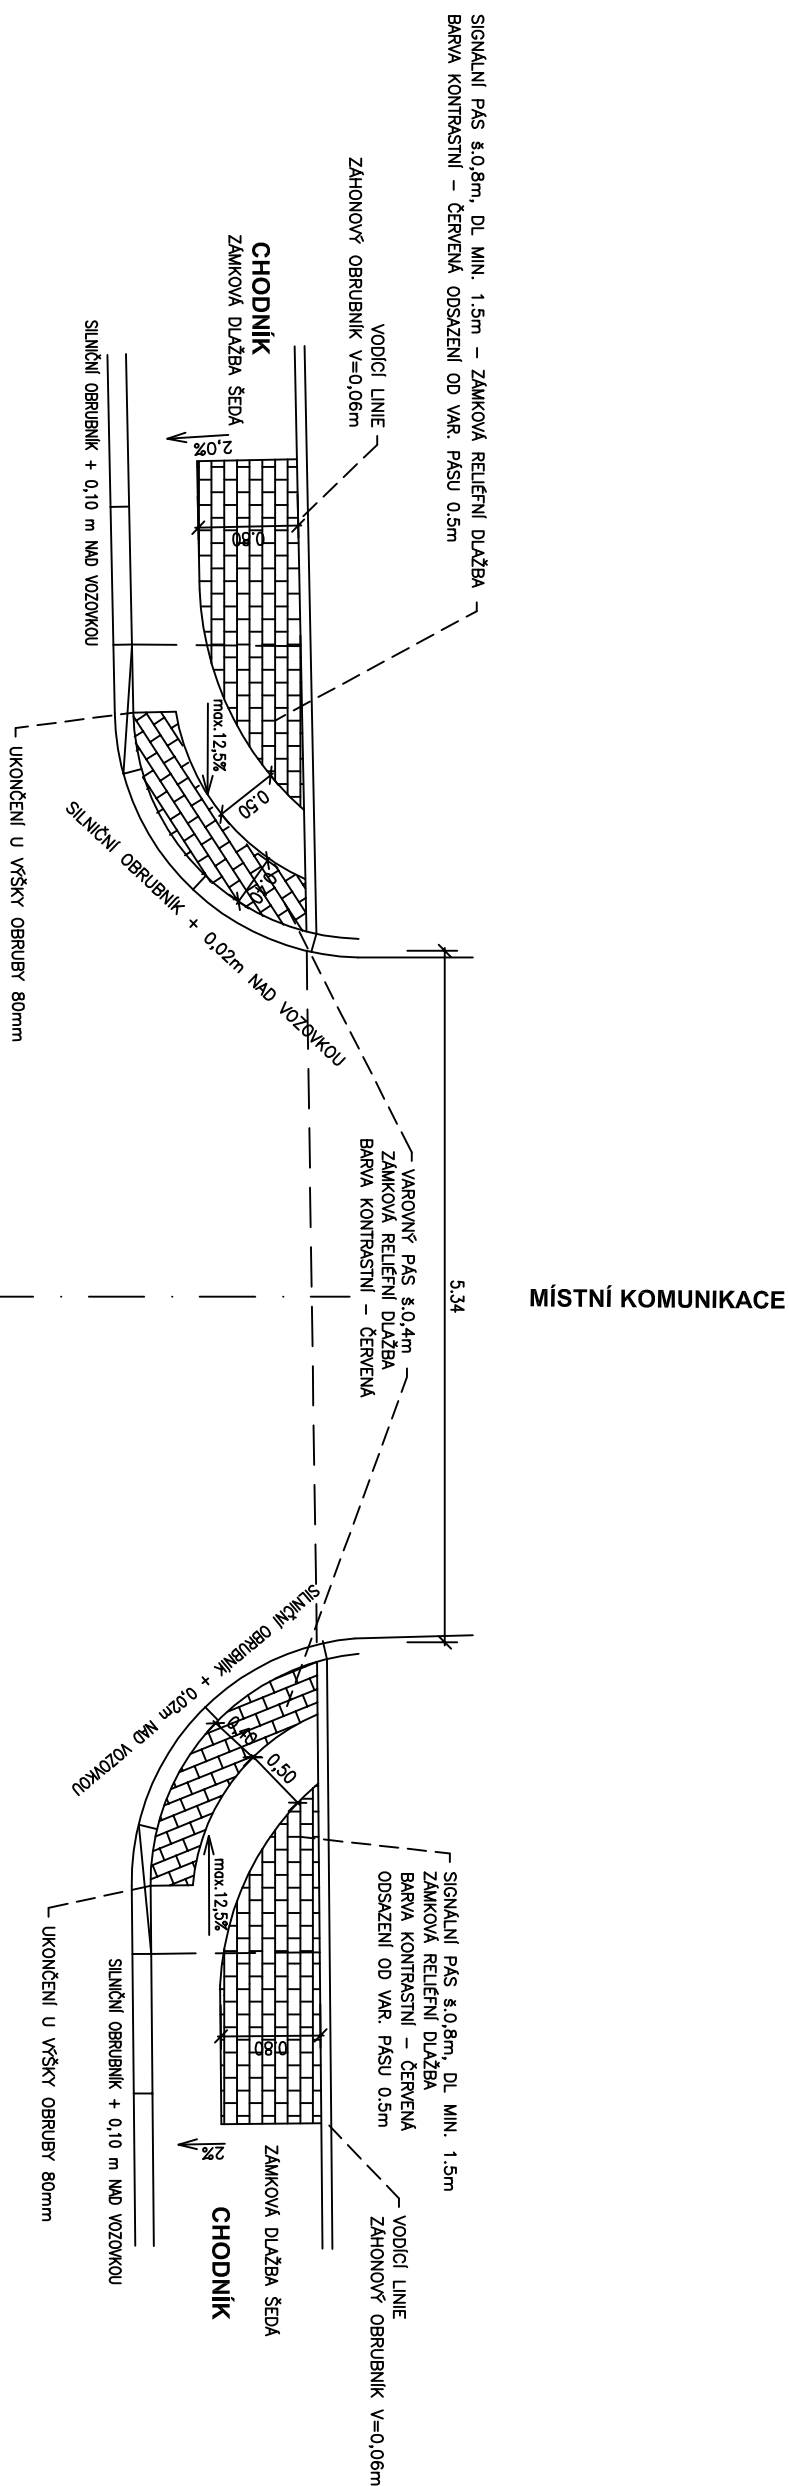 SIGNÁLNÍ PÁS š.0,8m, DL MIN. 1.5m – ZÁMKOVÁ RELIÉFNÍ DLAŽBA
BARVA KONTRASTNÍ – ČERVENÁ ODSAZENÍ OD VAR. PÁSU 0.5m
VODÍCÍ LINIE
ZÁHONOVÝ OBRUBNÍK V=0,06m
CHODNÍK
ZÁMKOVÁ DLAŽBA ŠEDÁ
2,0%
SILNIČNÍ OBRUBNÍK + 0,10 m NAD VOZOVKOU
0.80
max.12,5%
0.50
0.40
UKONČENÍ U VÝŠKY OBRUBY 80mm
SILNIČNÍ OBRUBNÍK + 0,02m NAD VOZOVKOU
VAROVNÝ PÁS š.0,4m
ZÁMKOVÁ RELIÉFNÍ DLAŽBA
BARVA KONTRASTNÍ – ČERVENÁ
5.34
MÍSTNÍ KOMUNIKACE
SILNIČNÍ OBRUBNÍK + 0,02m NAD VOZOVKOU
0,40
0,50
max.12,5%
SIGNÁLNÍ PÁS š.0,8m, DL MIN. 1.5m
ZÁMKOVÁ RELIÉFNÍ DLAŽBA
BARVA KONTRASTNÍ – ČERVENÁ
ODSAZENÍ OD VAR. PÁSU 0.5m
UKONČENÍ U VÝŠKY OBRUBY 80mm
SILNIČNÍ OBRUBNÍK + 0,10 m NAD VOZOVKOU
0.80
2%
ZÁMKOVÁ DLAŽBA ŠEDÁ
CHODNÍK
VODÍCÍ LINIE
ZÁHONOVÝ OBRUBNÍK V=0,06m